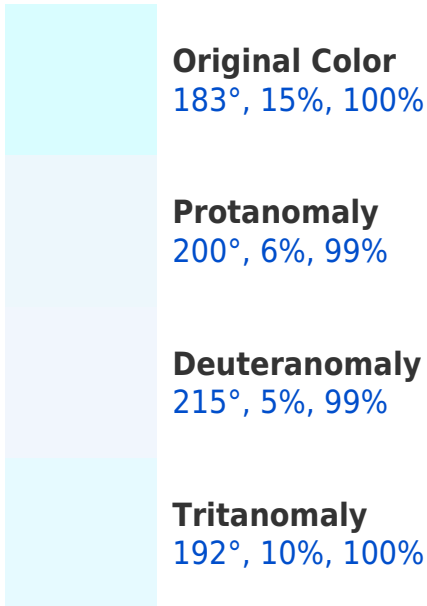 Original Color
183°, 15%, 100%
Protanomaly
200°, 6%, 99%
Deuteranomaly
215°, 5%, 99%
Tritanomaly
192°, 10%, 100%